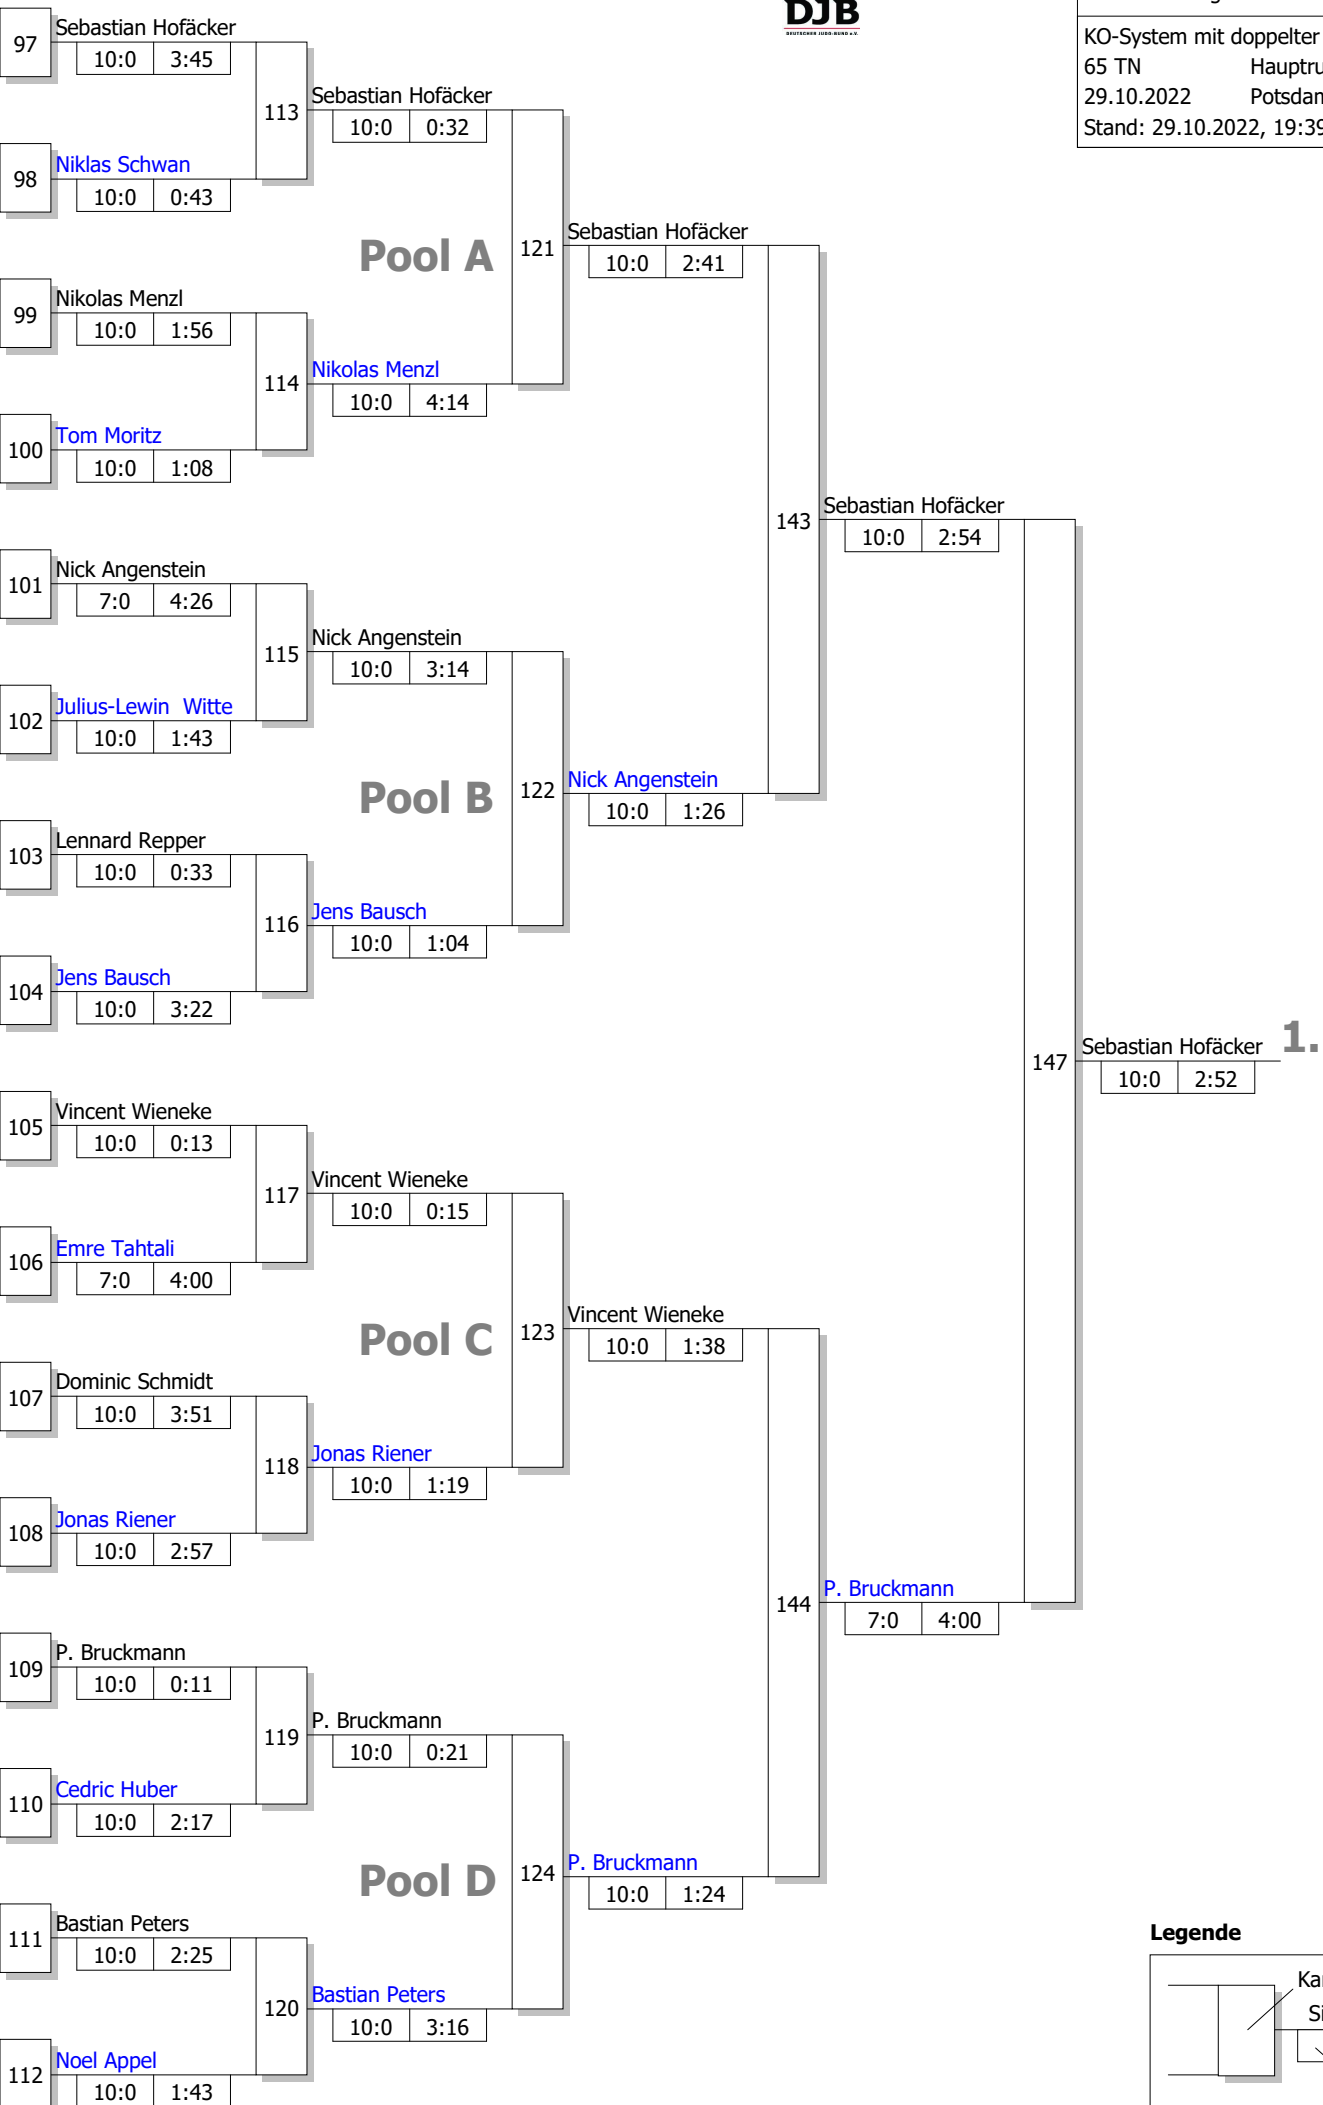 DJB
DEUTSCHER JUDO-BUND e.V.
KO-System mit doppelter
65 TN
29.10.2022
Stand: 29.10.2022, 19:39
97
Sebastian Hofäcker
10:0 3:45
113
Sebastian Hofäcker
10:0 0:32
98
Niklas Schwan
10:0 0:43
Pool A
121
Sebastian Hofäcker
10:0 2:41
99
Nikolas Menzl
10:0 1:56
114
Nikolas Menzl
10:0 4:14
100
Tom Moritz
10:0 1:08
143
Sebastian Hofäcker
10:0 2:54
101
Nick Angenstein
7:0 4:26
115
Nick Angenstein
10:0 3:14
102
Julius-Lewin Witte
10:0 1:43
Pool B
122
Nick Angenstein
10:0 1:26
103
Lennard Repper
10:0 0:33
116
Jens Bausch
10:0 1:04
104
Jens Bausch
10:0 3:22
147
Sebastian Hofäcker
1.
10:0 2:52
105
Vincent Wieneke
10:0 0:13
117
Vincent Wieneke
10:0 0:15
106
Emre Tahtali
7:0 4:00
Pool C
123
Vincent Wieneke
10:0 1:38
107
Dominic Schmidt
10:0 3:51
118
Jonas Riener
10:0 1:19
108
Jonas Riener
10:0 2:57
144
P. Bruckmann
7:0 4:00
109
P. Bruckmann
10:0 0:11
119
P. Bruckmann
10:0 0:21
110
Cedric Huber
10:0 2:17
Pool D
124
P. Bruckmann
10:0 1:24
111
Bastian Peters
10:0 2:25
120
Bastian Peters
10:0 3:16
112
Noel Appel
10:0 1:43
Legende